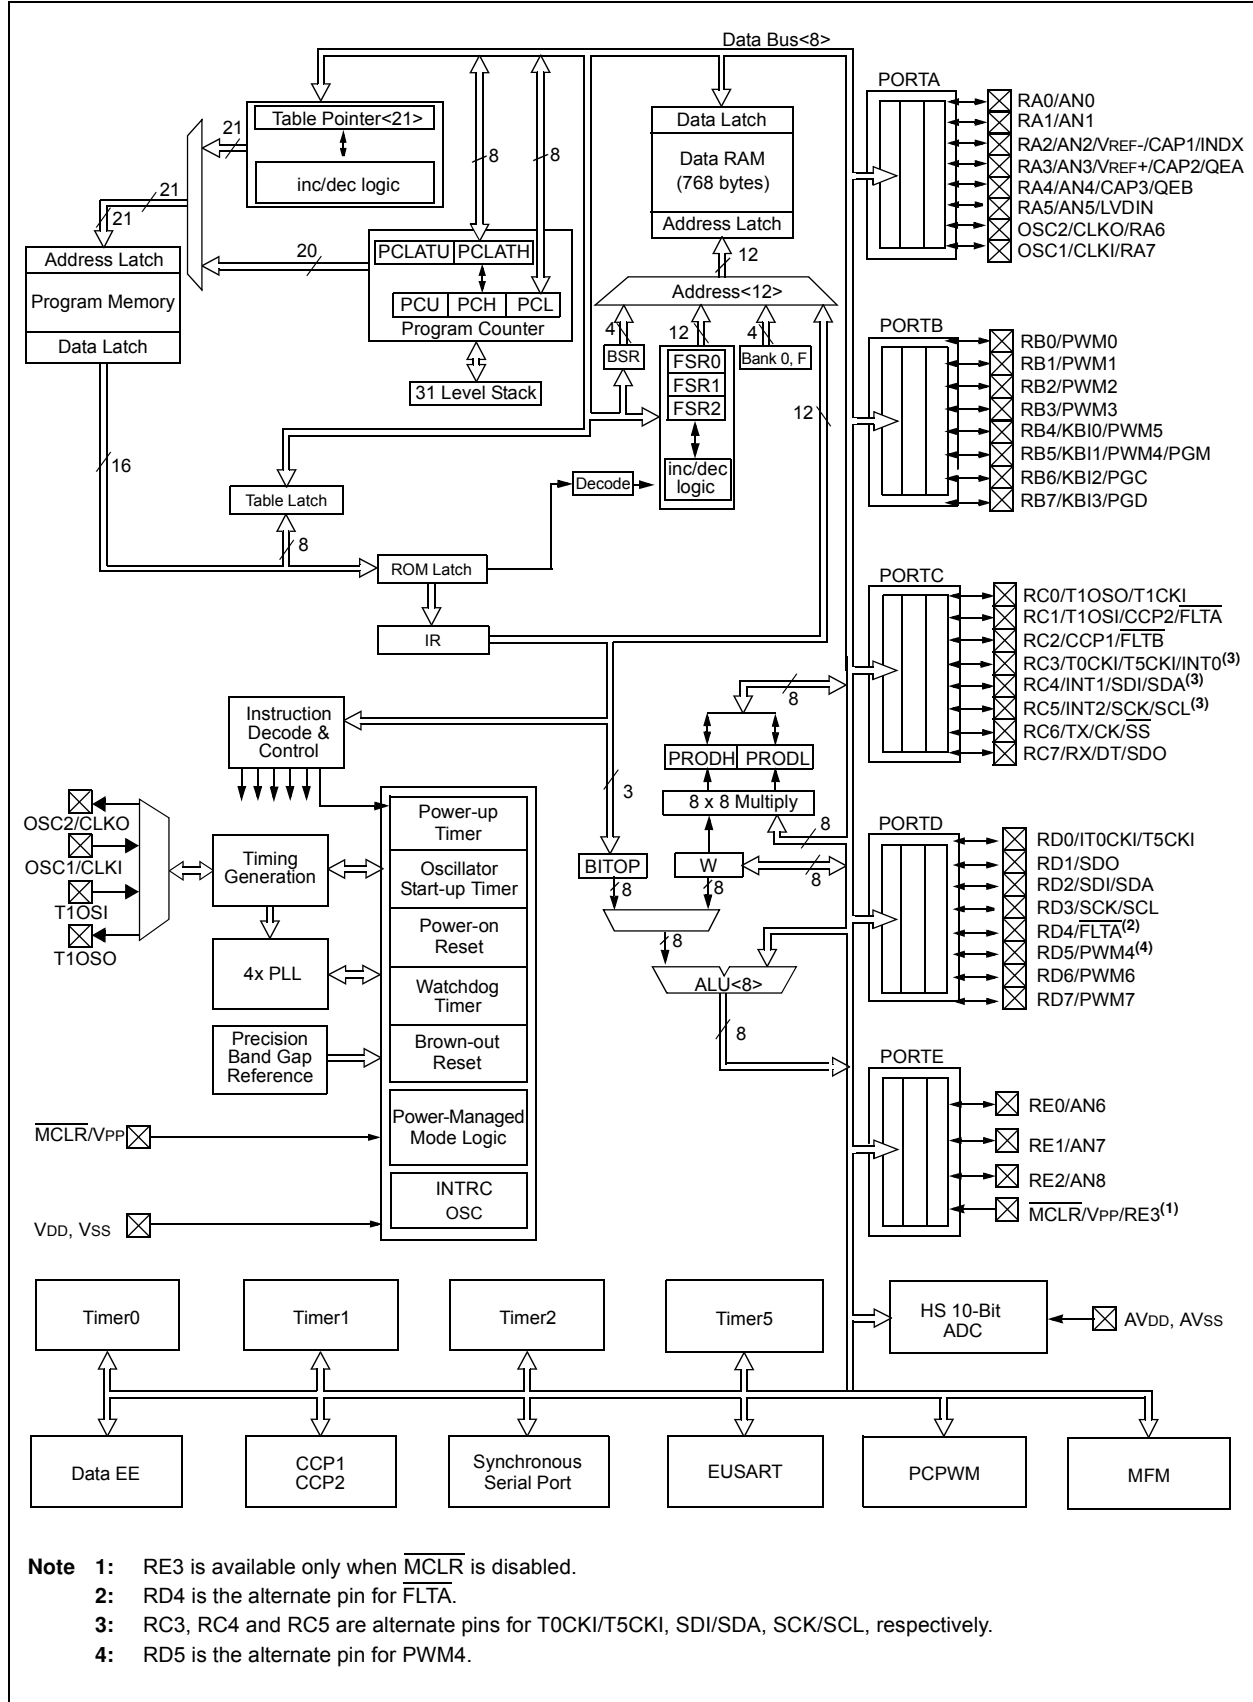 Data Bus<8>
Table Pointer<21>
inc/dec logic
21
21
21
Address Latch
Program Memory
Data Latch
20
8
8
PCLATU PCLATH
PCU PCH PCL
Program Counter
31 Level Stack
Data Latch
Data RAM
(768 bytes)
Address Latch
12
Address<12>
4
12
4
BSR
FSR0
FSR1
FSR2
Bank 0, F
inc/dec
logic
12
16
Table Latch
8
Decode
ROM Latch
IR
Instruction
Decode &
Control
8
PRODH PRODL
3
8 x 8 Multiply
8
BITOP
W
8
8
8
8
ALU<8>
8
OSC2/CLKO
OSC1/CLKI
T1OSI
T1OSO
Timing
Generation
4x PLL
Precision
Band Gap
Reference
Power-up
Timer
Oscillator
Start-up Timer
Power-on
Reset
Watchdog
Timer
Brown-out
Reset
Power-Managed
Mode Logic
INTRC
OSC
MCLR/VPP
VDD, VSS
PORTA
RA0/AN0
RA1/AN1
RA2/AN2/VREF-/CAP1/INDX
RA3/AN3/VREF+/CAP2/QEA
RA4/AN4/CAP3/QEB
RA5/AN5/LVDIN
OSC2/CLKO/RA6
OSC1/CLKI/RA7
PORTB
RB0/PWM0
RB1/PWM1
RB2/PWM2
RB3/PWM3
RB4/KBI0/PWM5
RB5/KBI1/PWM4/PGM
RB6/KBI2/PGC
RB7/KBI3/PGD
PORTC
RC0/T1OSO/T1CKI
RC1/T1OSI/CCP2/FLTA
RC2/CCP1/FLTB
RC3/T0CKI/T5CKI/INT0(3)
RC4/INT1/SDI/SDA(3)
RC5/INT2/SCK/SCL(3)
RC6/TX/CK/SS
RC7/RX/DT/SDO
PORTD
RD0/IT0CKI/T5CKI
RD1/SDO
RD2/SDI/SDA
RD3/SCK/SCL
RD4/FLTA(2)
RD5/PWM4(4)
RD6/PWM6
RD7/PWM7
PORTE
RE0/AN6
RE1/AN7
RE2/AN8
MCLR/VPP/RE3(1)
Timer0
Timer1
Timer2
Timer5
HS 10-Bit
ADC
AVDD, AVSS
Data EE
CCP1
CCP2
Synchronous
Serial Port
EUSART
PCPWM
MFM
Note 1: RE3 is available only when MCLR is disabled.
2: RD4 is the alternate pin for FLTA.
3: RC3, RC4 and RC5 are alternate pins for T0CKI/T5CKI, SDI/SDA, SCK/SCL, respectively.
4: RD5 is the alternate pin for PWM4.